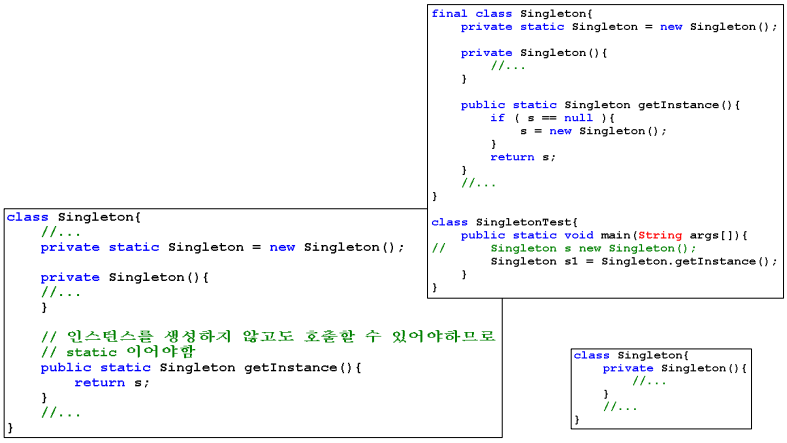 final class Singleton{
private static Singleton = new Singleton();
private Singleton(){
//...
}
public static Singleton getInstance(){
if ( s == null ){
s = new Singleton();
}
return s;
}
//...
}
class SingletonTest{
public static void main(String args[]){
// Singleton s new Singleton();
Singleton s1 = Singleton.getInstance();
}
}
class Singleton{
//...
private static Singleton = new Singleton();
private Singleton(){
//...
}
// 인스턴스를 생성하지 않고도 호출할 수 있어야하므로
// static 이어야함
public static Singleton getInstance(){
return s;
}
//...
}
class Singleton{
private Singleton(){
//...
}
//...
}